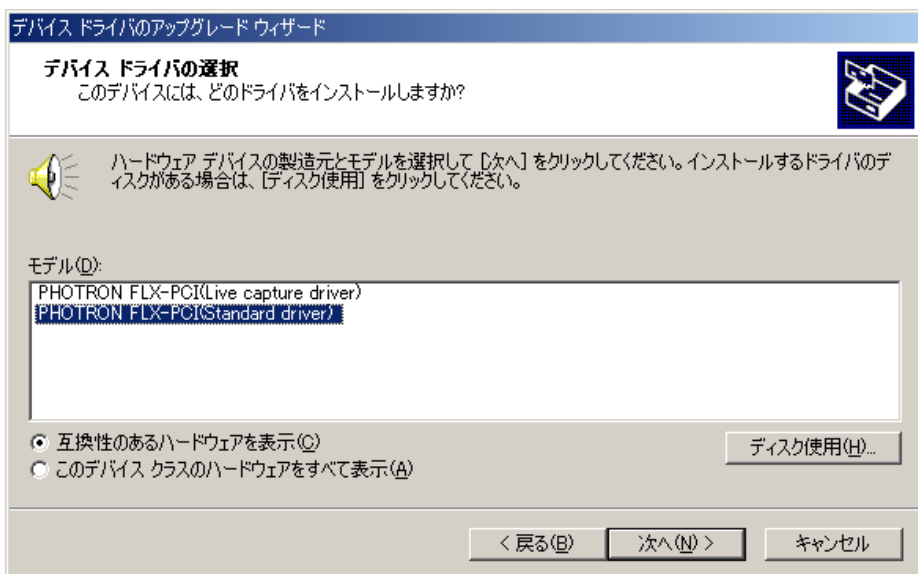 デバイス ドライバのアップグレード ウィザード
デバイス ドライバの選択
このデバイスには、どのドライバをインストールしますか?
ハードウェア デバイスの製造元とモデルを選択して [次へ] をクリックしてください。インストールするドライバのデ
ィスクがある場合は、[ディスク使用] をクリックしてください。
モデル(D):
PHOTRON FLX-PCI(Live capture driver)
PHOTRON FLX-PCI(Standard driver)
互換性のあるハードウェアを表示(C)
ディスク使用(H)...
このデバイス クラスのハードウェアをすべて表示(A)
< 戻る(B)
次へ(N) >
キャンセル